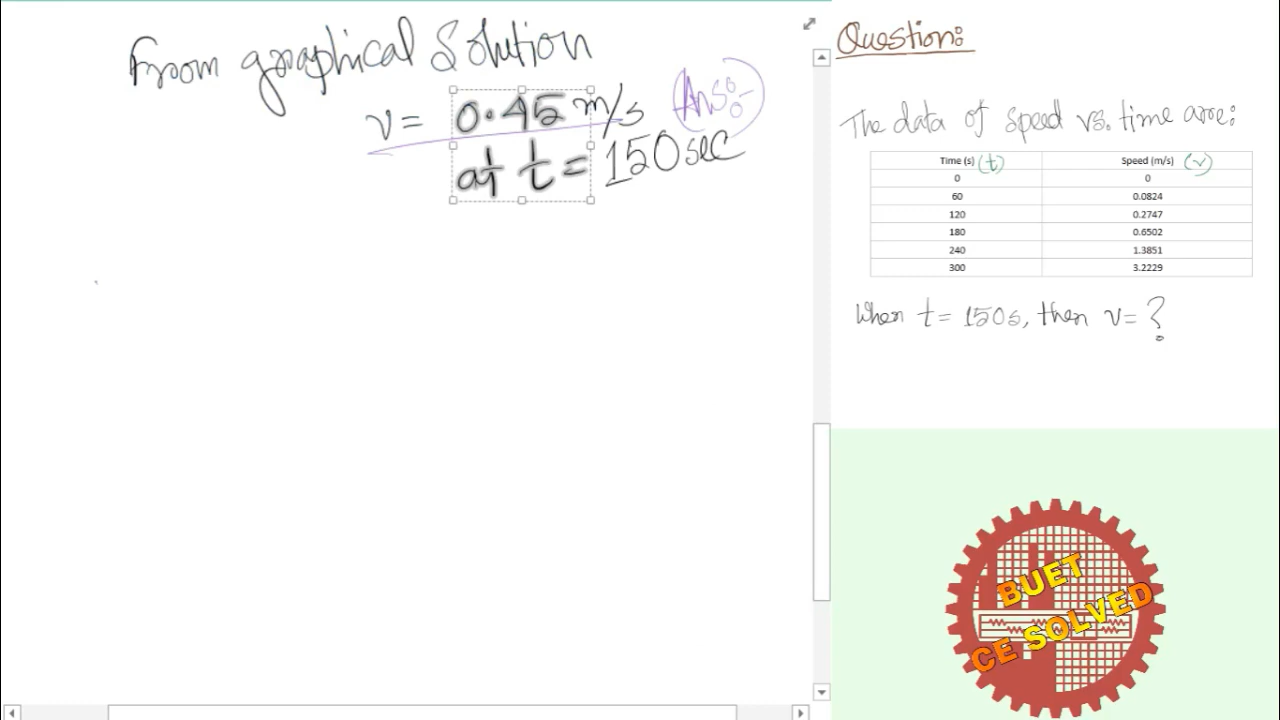 From graphical Solution
v = 0.45 m/s (Ans:-)
at t = 150 sec
Question:
The data of speed vs. time are:
Time (s) (t) Speed (m/s) (v)
0 0
60 0.0824
120 0.2747
180 0.6502
240 1.3851
300 3.2229
When t = 150s, then v = ?
BUET
CE SOLVED